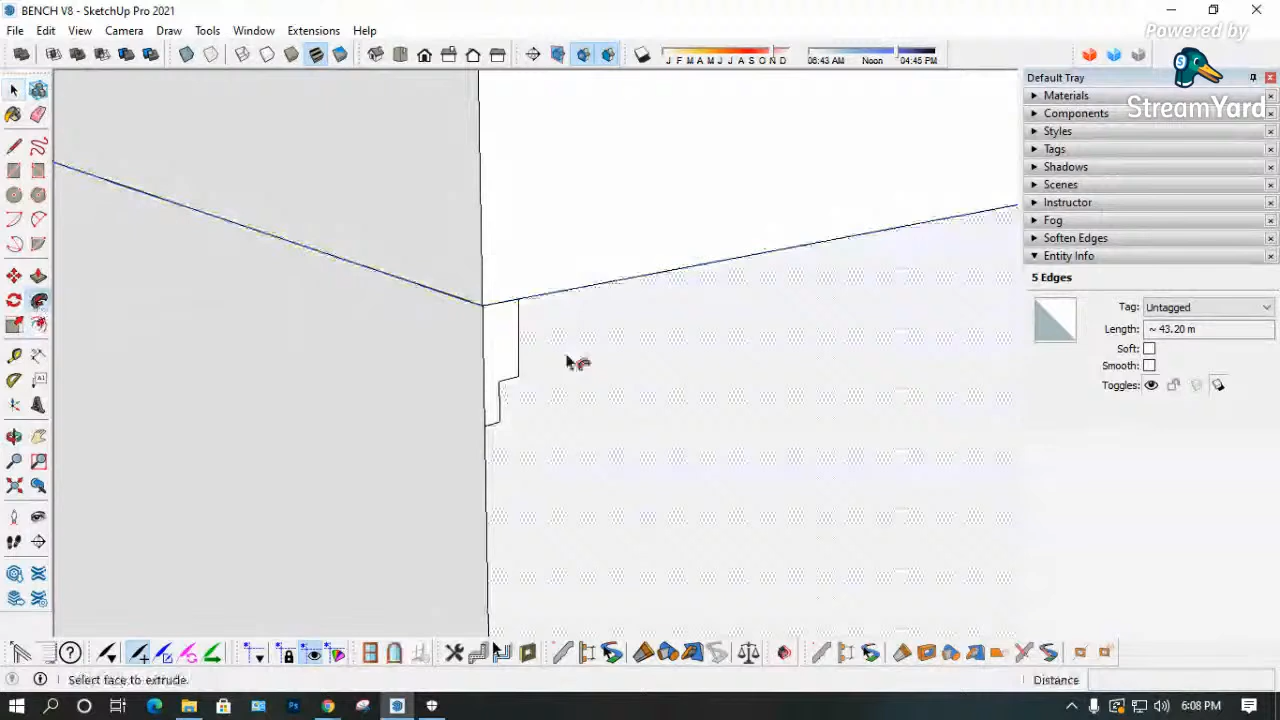 BENCH V8 - SketchUp Pro 2021
Powered by
StreamYard
File Edit View Camera Draw Tools Window Extensions Help
J F M A M J J A S O N D
06:43 AM Noon 04:45 PM
Default Tray
Materials
Components
Styles
Tags
Shadows
Scenes
Instructor
Fog
Soften Edges
Entity Info
5 Edges
Tag: Untagged
Length: ~ 43.20 m
Soft:
Smooth:
Toggles:
Select face to extrude.
Distance
6:08 PM